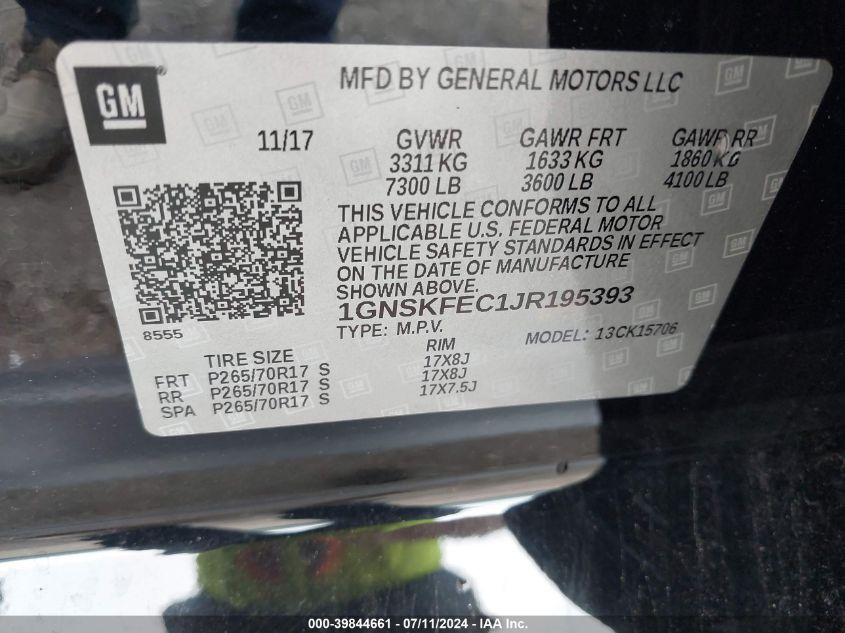 GM
MFD BY GENERAL MOTORS LLC
11/17
GVWR GAWR FRT GAWR RR
3311 KG 1633 KG 1860 KG
7300 LB 3600 LB 4100 LB
THIS VEHICLE CONFORMS TO ALL
APPLICABLE U.S. FEDERAL MOTOR
VEHICLE SAFETY STANDARDS IN EFFECT
ON THE DATE OF MANUFACTURE
SHOWN ABOVE.
1GNSKFEC1JR195393
8555
TYPE: M.P.V. MODEL: 13CK15706
TIRE SIZE RIM
FRT P265/70R17 S 17X8J
RR P265/70R17 S 17X8J
SPA P265/70R17 S 17X7.5J
000-39844661 - 07/11/2024 - IAA Inc.